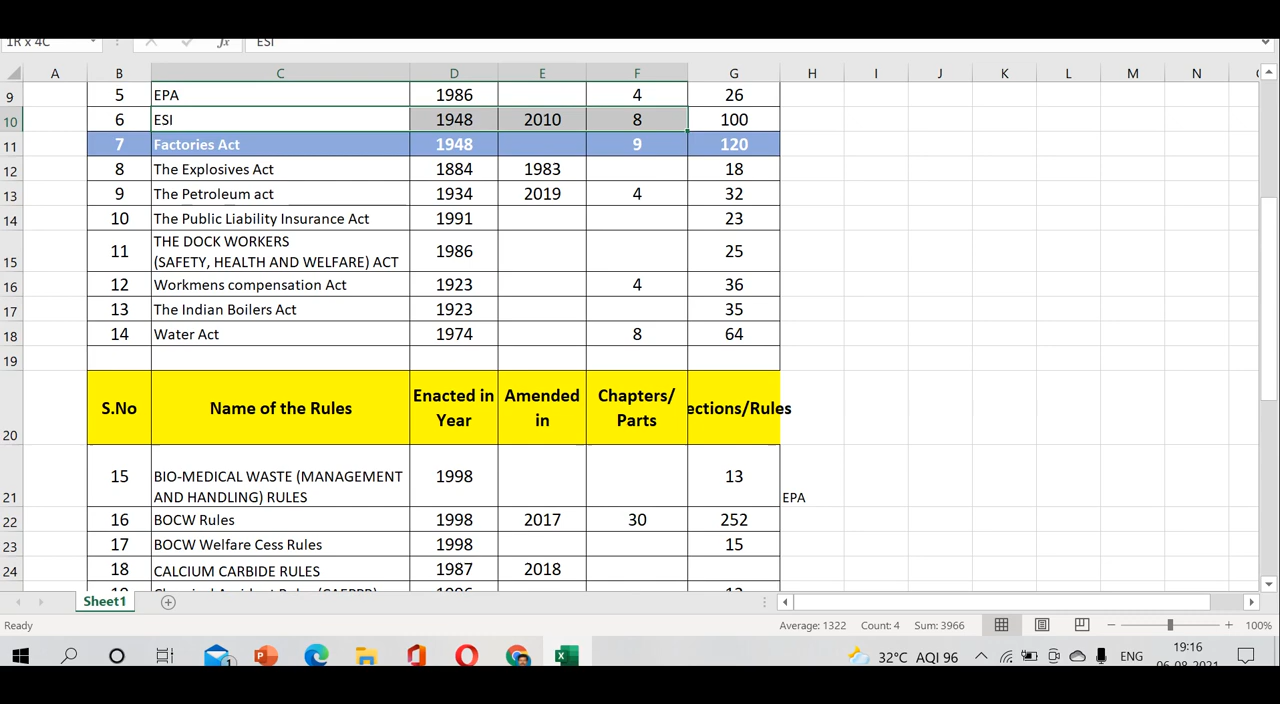 1R x 4C fx ESI
A B C D E F G H I J K L M N
9 5 EPA 1986 4 26
10 6 ESI 1948 2010 8 100
11 7 Factories Act 1948 9 120
12 8 The Explosives Act 1884 1983 18
13 9 The Petroleum act 1934 2019 4 32
14 10 The Public Liability Insurance Act 1991 23
THE DOCK WORKERS
15 11 (SAFETY, HEALTH AND WELFARE) ACT 1986 25
16 12 Workmens compensation Act 1923 4 36
17 13 The Indian Boilers Act 1923 35
18 14 Water Act 1974 8 64
19
Enacted in Amended Chapters/
S.No Name of the Rules ections/Rules
Year in Parts
20
15 BIO-MEDICAL WASTE (MANAGEMENT 1998 13
21 AND HANDLING) RULES EPA
22 16 BOCW Rules 1998 2017 30 252
23 17 BOCW Welfare Cess Rules 1998 15
24 18 CALCIUM CARBIDE RULES 1987 2018
Sheet1
Ready Average: 1322 Count: 4 Sum: 3966 100%
1 32°C AQI 96 ENG 19:16
06-08-2021